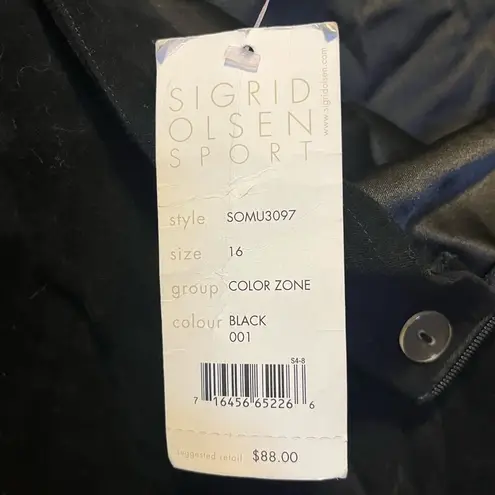 SIGRID
OLSEN
SPORT
www.sigridolsen.com
style SOMU3097
size 16
group COLOR ZONE
colour BLACK
001
S4-8
7 16456 65226 6
suggested retail $88.00